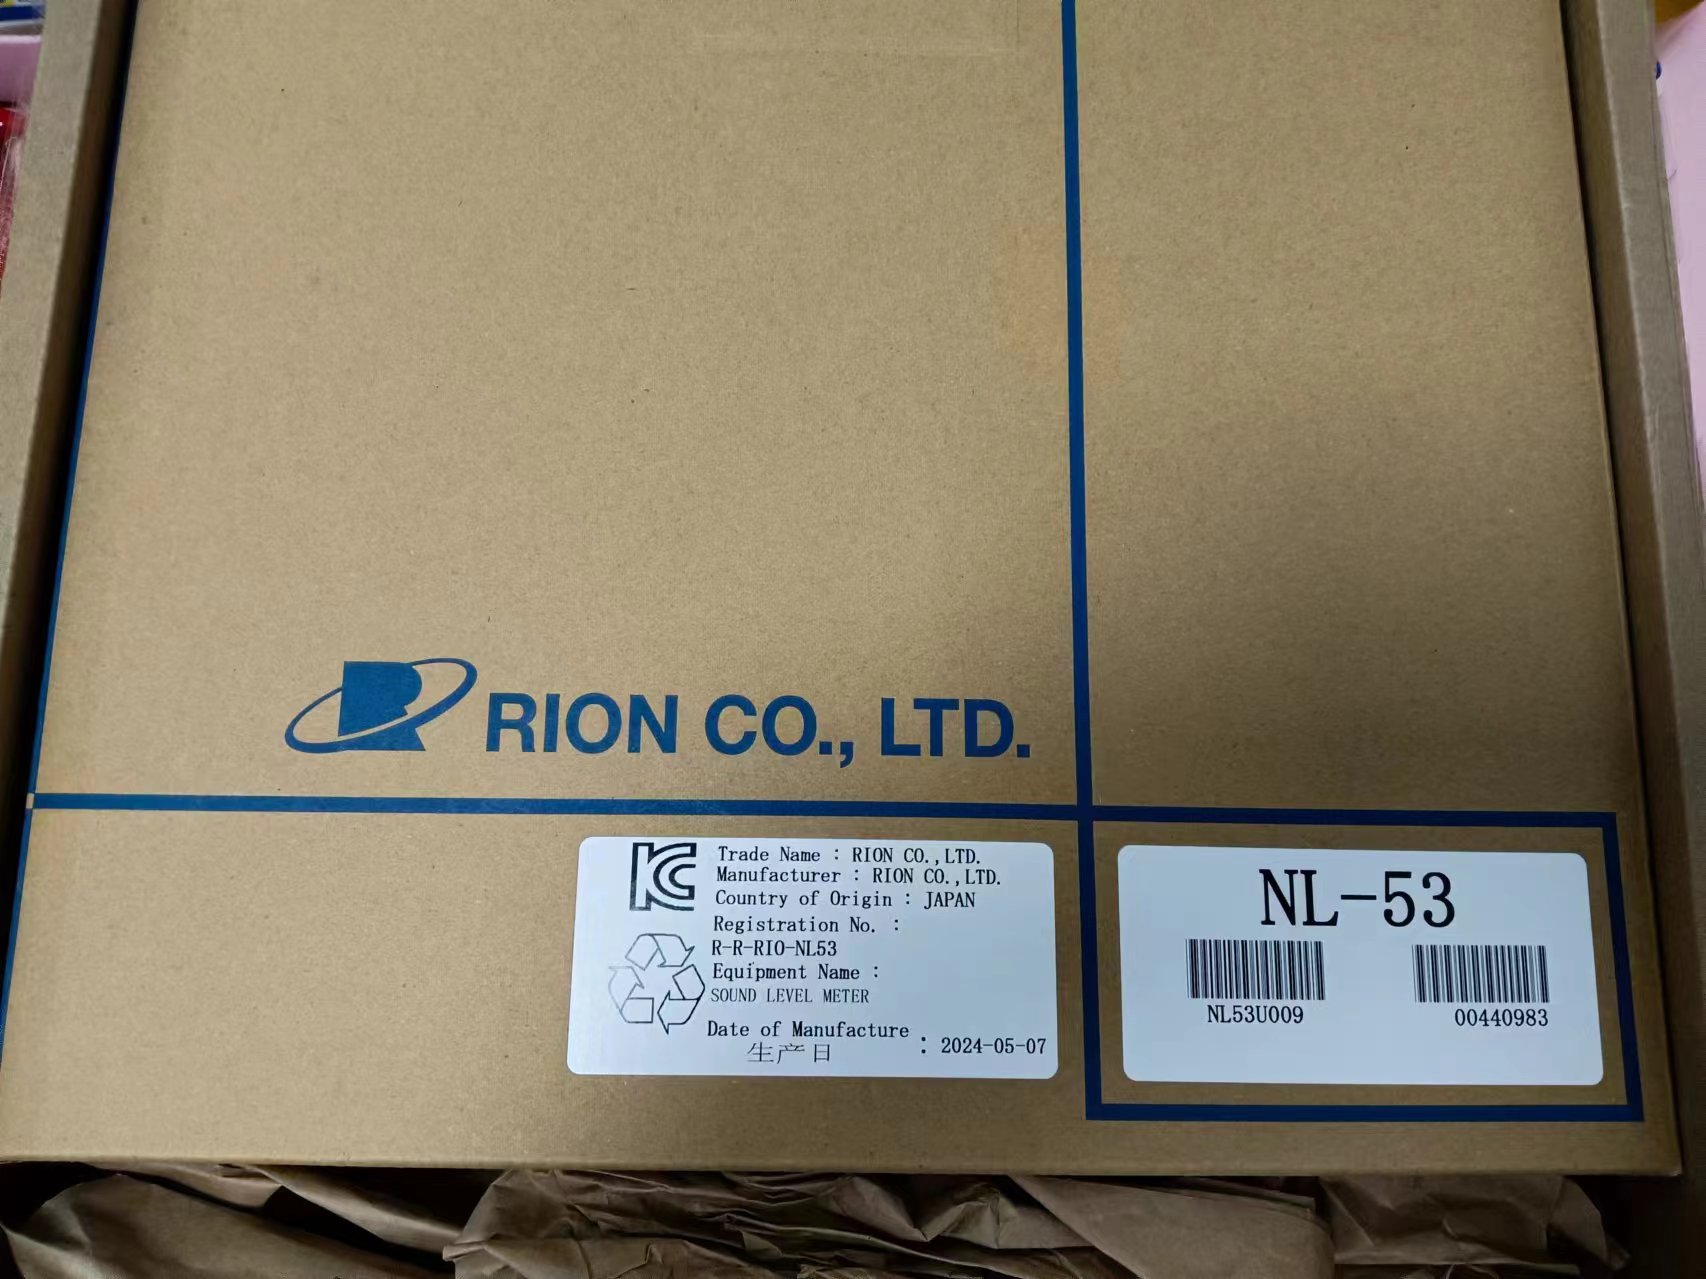 RION CO., LTD.
Trade Name : RION CO.,LTD.
Manufacturer : RION CO.,LTD.
Country of Origin : JAPAN
Registration No. :
R-R-RIO-NL53
Equipment Name :
SOUND LEVEL METER
Date of Manufacture
生产日 : 2024-05-07
NL-53
NL53U009 00440983